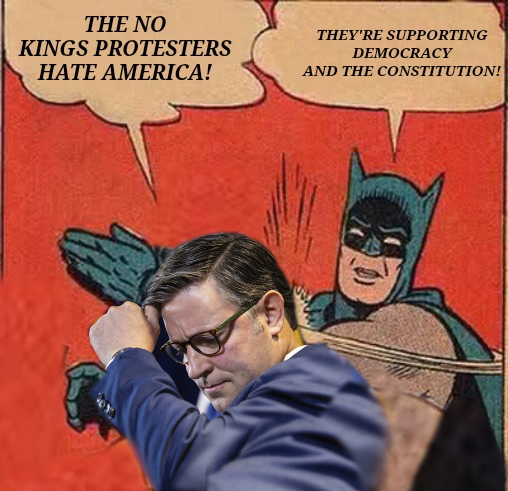 THE NO
KINGS PROTESTERS
HATE AMERICA!
THEY'RE SUPPORTING
DEMOCRACY
AND THE CONSTITUTION!